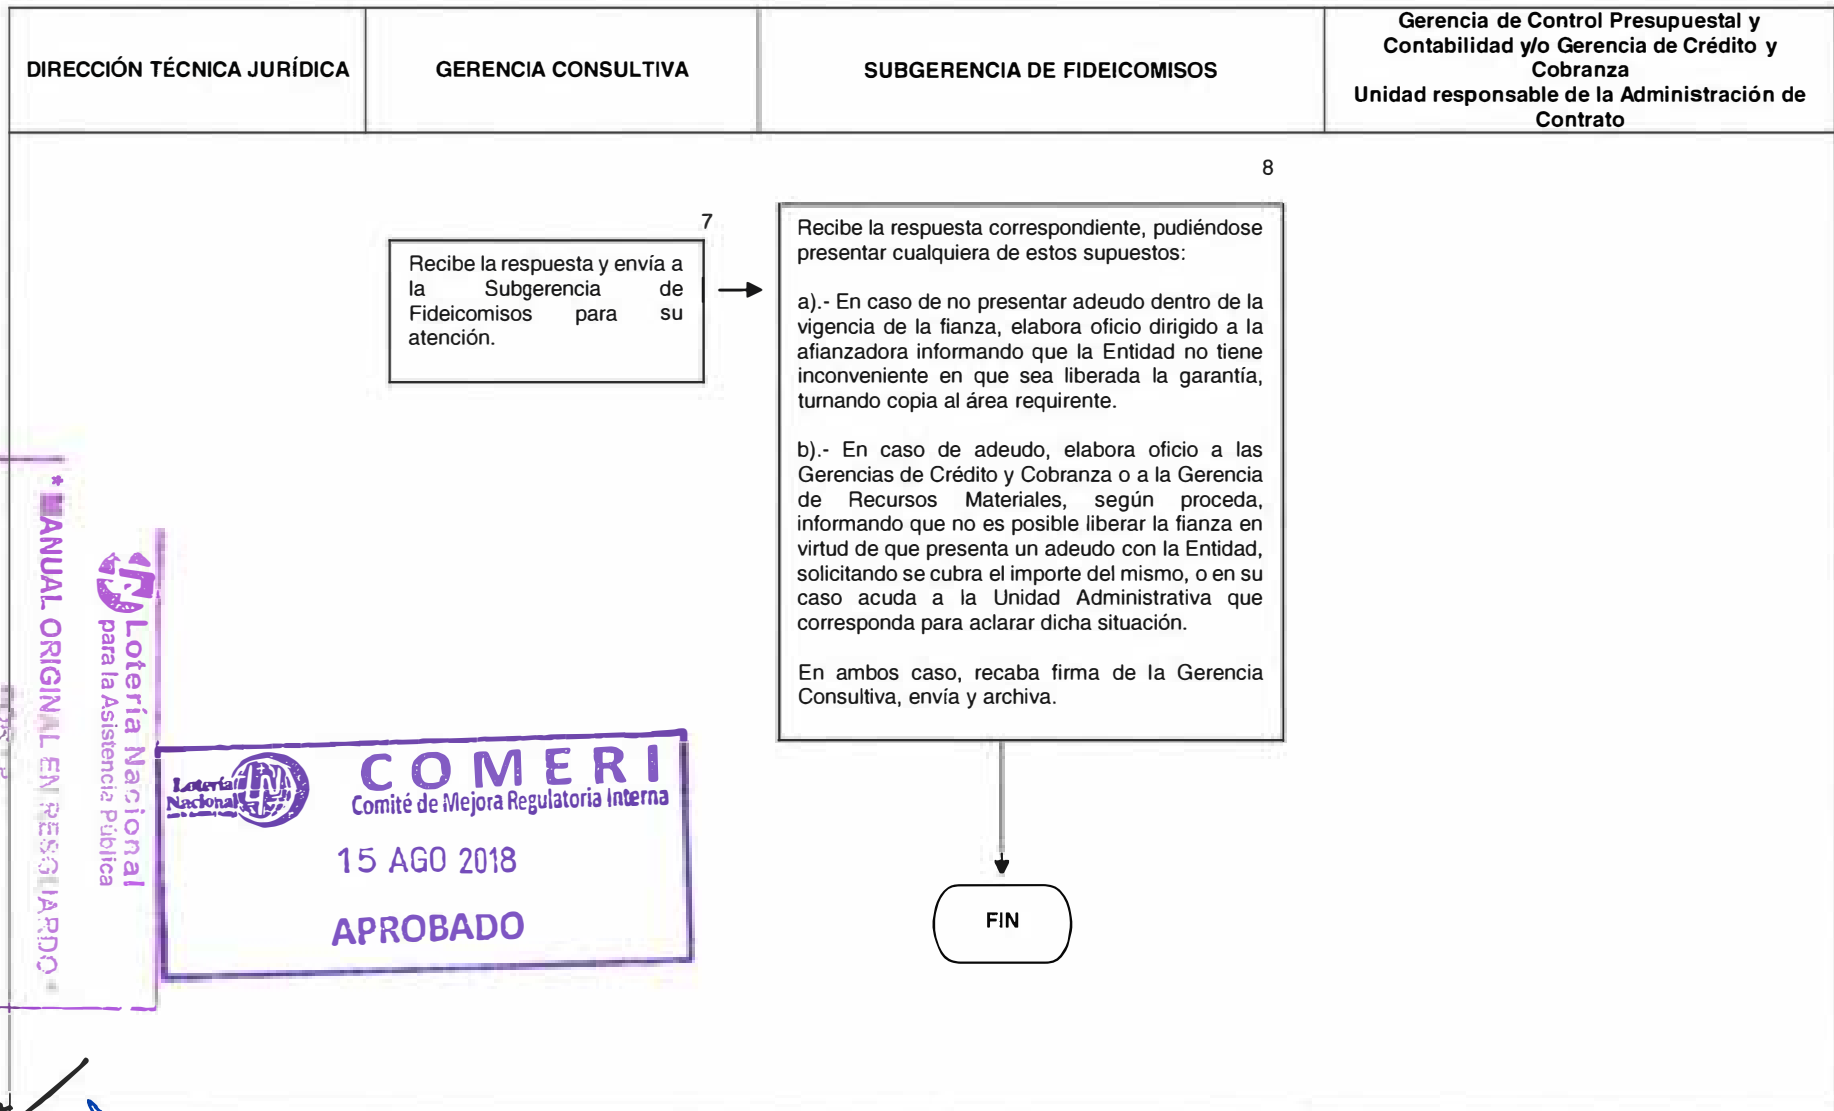 DIRECCIÓN TÉCNICA JURÍDICA
GERENCIA CONSULTIVA
SUBGERENCIA DE FIDEICOMISOS
Gerencia de Control Presupuestal y
Contabilidad y/o Gerencia de Crédito y
Cobranza
Unidad responsable de la Administración de
Contrato
7
Recibe la respuesta y envía a
la Subgerencia de
Fideicomisos para su
atención.
8
Recibe la respuesta correspondiente, pudiéndose
presentar cualquiera de estos supuestos:
a).- En caso de no presentar adeudo dentro de la
vigencia de la fianza, elabora oficio dirigido a la
afianzadora informando que la Entidad no tiene
inconveniente en que sea liberada la garantía,
turnando copia al área requirente.
b).- En caso de adeudo, elabora oficio a las
Gerencias de Crédito y Cobranza o a la Gerencia
de Recursos Materiales, según proceda,
informando que no es posible liberar la fianza en
virtud de que presenta un adeudo con la Entidad,
solicitando se cubra el importe del mismo, o en su
caso acuda a la Unidad Administrativa que
corresponda para aclarar dicha situación.
En ambos caso, recaba firma de la Gerencia
Consultiva, envía y archiva.
FIN
Lotería Nacional
para la Asistencia Pública
* MANUAL ORIGINAL EN RESGUARDO *
Lotería
Nacional
COMERI
Comité de Mejora Regulatoria Interna
15 AGO 2018
APROBADO